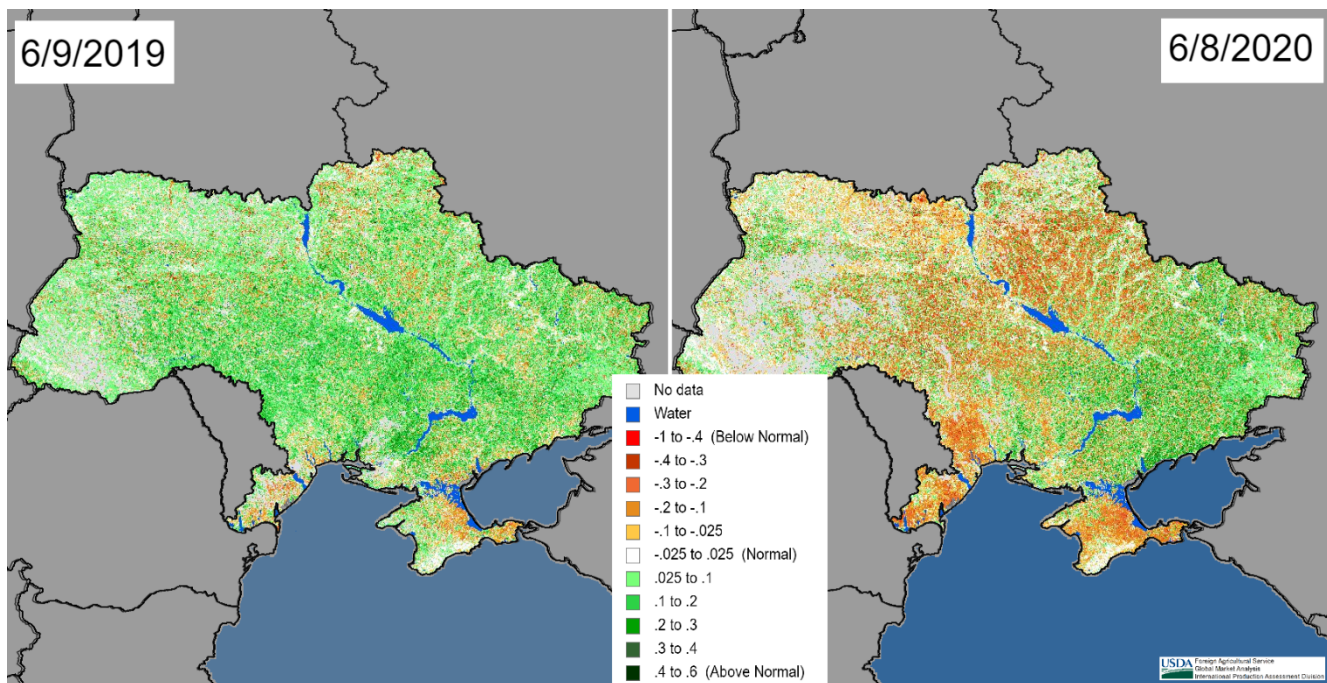 6/9/2019
6/8/2020
No data
Water
-1 to -.4 (Below Normal)
-.4 to -.3
-.3 to -.2
-.2 to -.1
-.1 to -.025
-.025 to .025 (Normal)
.025 to .1
.1 to .2
.2 to .3
.3 to .4
.4 to .6 (Above Normal)
USDA
Foreign Agricultural Service
Global Market Analysis
International Production Assessment Division